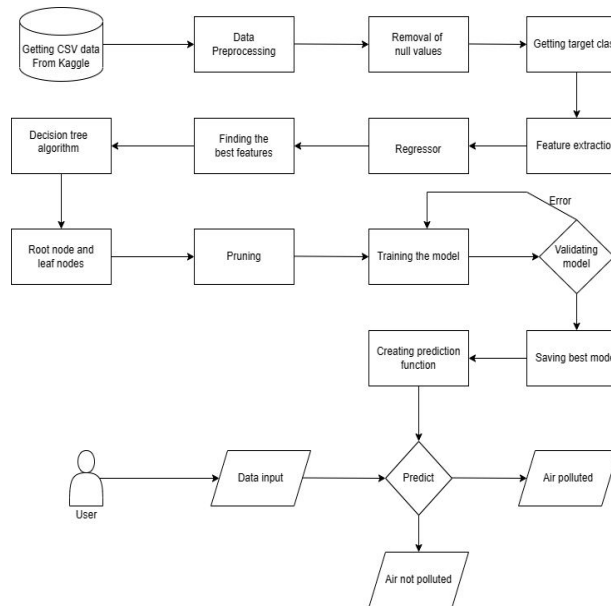 Getting CSV data
From Kaggle
Data
Preprocessing
Removal of
null values
Getting target clas
Decision tree
algorithm
Finding the
best features
Regressor
Feature extraction
Error
Root node and
leaf nodes
Pruning
Training the model
Validating
model
Creating prediction
function
Saving best mode
User
Data input
Predict
Air polluted
Air not polluted